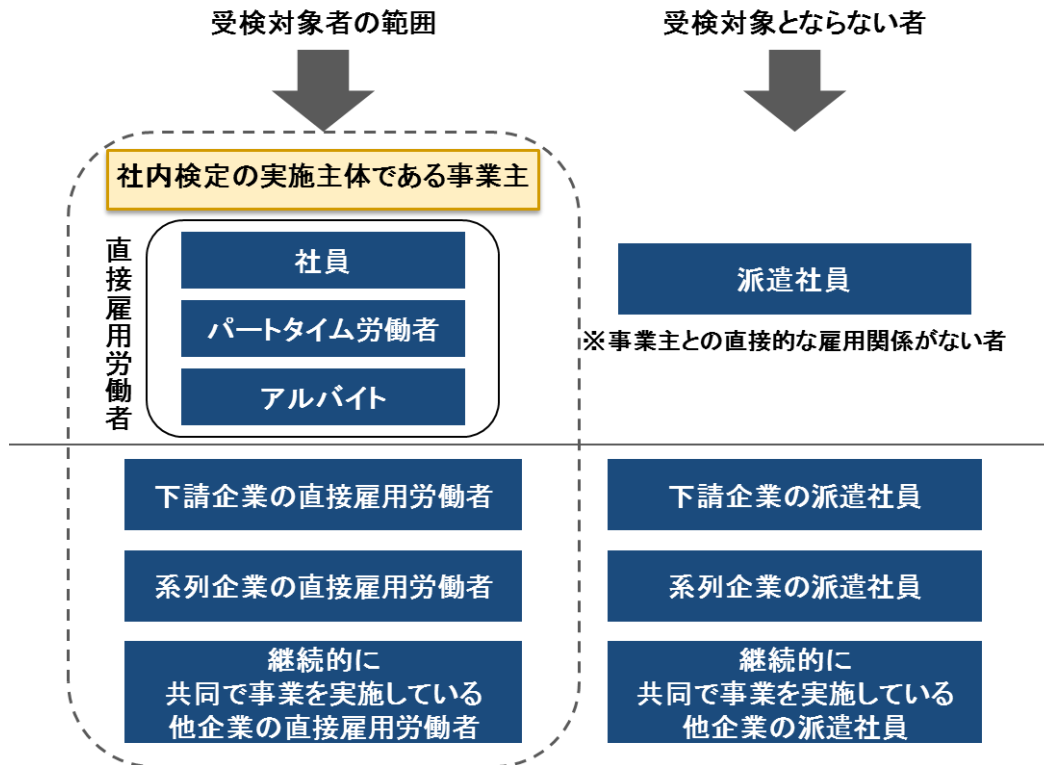 受検対象者の範囲
受検対象とならない者
社内検定の実施主体である事業主
直接雇用労働者
社員
パートタイム労働者
アルバイト
派遣社員
※事業主との直接的な雇用関係がない者
下請企業の直接雇用労働者
下請企業の派遣社員
系列企業の直接雇用労働者
系列企業の派遣社員
継続的に
共同で事業を実施している
他企業の直接雇用労働者
継続的に
共同で事業を実施している
他企業の派遣社員